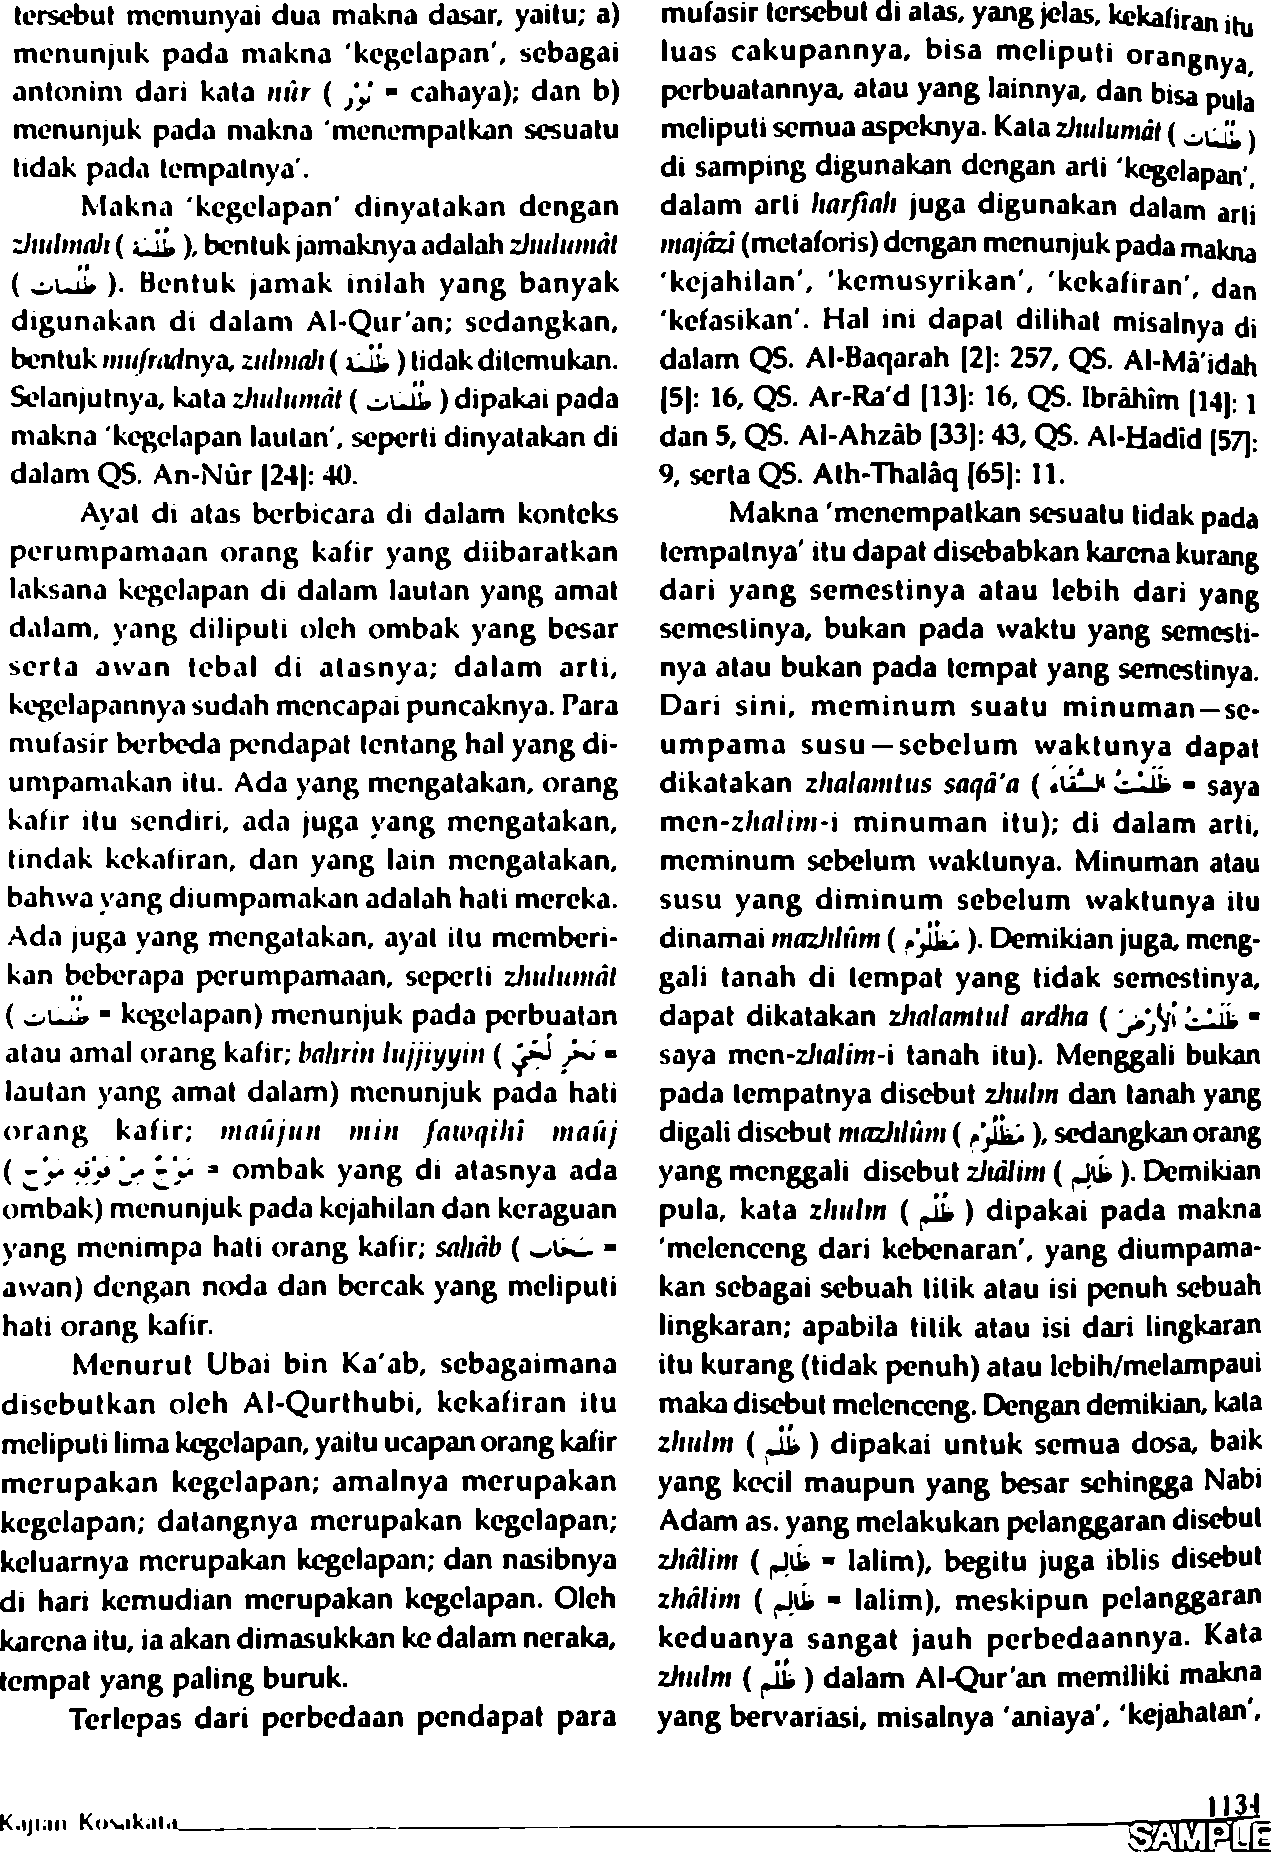 tersebut memunyai dua makna dasar, yaitu; a)
menunjuk pada makna 'kegelapan', sebagai
antonim dari kata nûr ( نُوْر = cahaya); dan b)
menunjuk pada makna 'menempatkan sesuatu
tidak pada tempatnya'.
Makna 'kegelapan' dinyatakan dengan
zhulmah ( ظُلْمَة ), bentuk jamaknya adalah zhulumât
( ظُلُمَات ). Bentuk jamak inilah yang banyak
digunakan di dalam Al-Qur'an; sedangkan,
bentuk mufradnya, zulmah ( ظُلْمَة ) tidak ditemukan.
Selanjutnya, kata zhulumât ( ظُلُمَات ) dipakai pada
makna 'kegelapan lautan', seperti dinyatakan di
dalam QS. An-Nûr [24]: 40.
Ayat di atas berbicara di dalam konteks
perumpamaan orang kafir yang diibaratkan
laksana kegelapan di dalam lautan yang amat
dalam, yang diliputi oleh ombak yang besar
serta awan tebal di atasnya; dalam arti,
kegelapannya sudah mencapai puncaknya. Para
mufasir berbeda pendapat tentang hal yang di-
umpamakan itu. Ada yang mengatakan, orang
kafir itu sendiri, ada juga yang mengatakan,
tindak kekafiran, dan yang lain mengatakan,
bahwa yang diumpamakan adalah hati mereka.
Ada juga yang mengatakan, ayat itu memberi-
kan beberapa perumpamaan, seperti zhulumât
( ظُلُمَات = kegelapan) menunjuk pada perbuatan
atau amal orang kafir; bahrin lujjiyyin ( بَحْرٍ لُجِّيٍّ =
lautan yang amat dalam) menunjuk pada hati
orang kafir; maûjun min fawqihî maûj
( مَوْجٌ مِنْ فَوْقِهِ مَوْجٌ = ombak yang di atasnya ada
ombak) menunjuk pada kejahilan dan keraguan
yang menimpa hati orang kafir; sahâb ( سَحَاب =
awan) dengan noda dan bercak yang meliputi
hati orang kafir.
Menurut Ubai bin Ka'ab, sebagaimana
disebutkan oleh Al-Qurthubi, kekafiran itu
meliputi lima kegelapan, yaitu ucapan orang kafir
merupakan kegelapan; amalnya merupakan
kegelapan; datangnya merupakan kegelapan;
keluarnya merupakan kegelapan; dan nasibnya
di hari kemudian merupakan kegelapan. Oleh
karena itu, ia akan dimasukkan ke dalam neraka,
tempat yang paling buruk.
Terlepas dari perbedaan pendapat para
mufasir tersebut di atas, yang jelas, kekafiran itu
luas cakupannya, bisa meliputi orangnya,
perbuatannya, atau yang lainnya, dan bisa pula
meliputi semua aspeknya. Kata zhulumât ( ظُلُمَات )
di samping digunakan dengan arti 'kegelapan',
dalam arti harfiah juga digunakan dalam arti
majâzi (metaforis) dengan menunjuk pada makna
'kejahilan', 'kemusyrikan', 'kekafiran', dan
'kefasikan'. Hal ini dapat dilihat misalnya di
dalam QS. Al-Baqarah [2]: 257, QS. Al-Mâ'idah
[5]: 16, QS. Ar-Ra'd [13]: 16, QS. Ibrâhîm [14]: 1
dan 5, QS. Al-Ahzâb [33]: 43, QS. Al-Hadîd [57]:
9, serta QS. Ath-Thalâq [65]: 11.
Makna 'menempatkan sesuatu tidak pada
tempatnya' itu dapat disebabkan karena kurang
dari yang semestinya atau lebih dari yang
semestinya, bukan pada waktu yang semesti-
nya atau bukan pada tempat yang semestinya.
Dari sini, meminum suatu minuman—se-
umpama susu—sebelum waktunya dapat
dikatakan zhalamtus saqâ'a ( ظَلَمْتُ السَّقَاءَ = saya
men-zhalim-i minuman itu); di dalam arti,
meminum sebelum waktunya. Minuman atau
susu yang diminum sebelum waktunya itu
dinamai mazhlûm ( مَظْلُوْم ). Demikian juga, meng-
gali tanah di tempat yang tidak semestinya,
dapat dikatakan zhalamtul ardha ( ظَلَمْتُ الْأَرْضَ =
saya men-zhalim-i tanah itu). Menggali bukan
pada tempatnya disebut zhulm dan tanah yang
digali disebut mazhlûm ( مَظْلُوْم ), sedangkan orang
yang menggali disebut zhâlim ( ظَالِم ). Demikian
pula, kata zhulm ( ظُلْم ) dipakai pada makna
'melenceng dari kebenaran', yang diumpama-
kan sebagai sebuah titik atau isi penuh sebuah
lingkaran; apabila titik atau isi dari lingkaran
itu kurang (tidak penuh) atau lebih/melampaui
maka disebut melenceng. Dengan demikian, kata
zhulm ( ظُلْم ) dipakai untuk semua dosa, baik
yang kecil maupun yang besar sehingga Nabi
Adam as. yang melakukan pelanggaran disebut
zhâlim ( ظَالِم = lalim), begitu juga iblis disebut
zhâlim ( ظَالِم = lalim), meskipun pelanggaran
keduanya sangat jauh perbedaannya. Kata
zhulm ( ظُلْم ) dalam Al-Qur'an memiliki makna
yang bervariasi, misalnya 'aniaya', 'kejahatan',
Kajian Kosakata
1131
SAMPLE